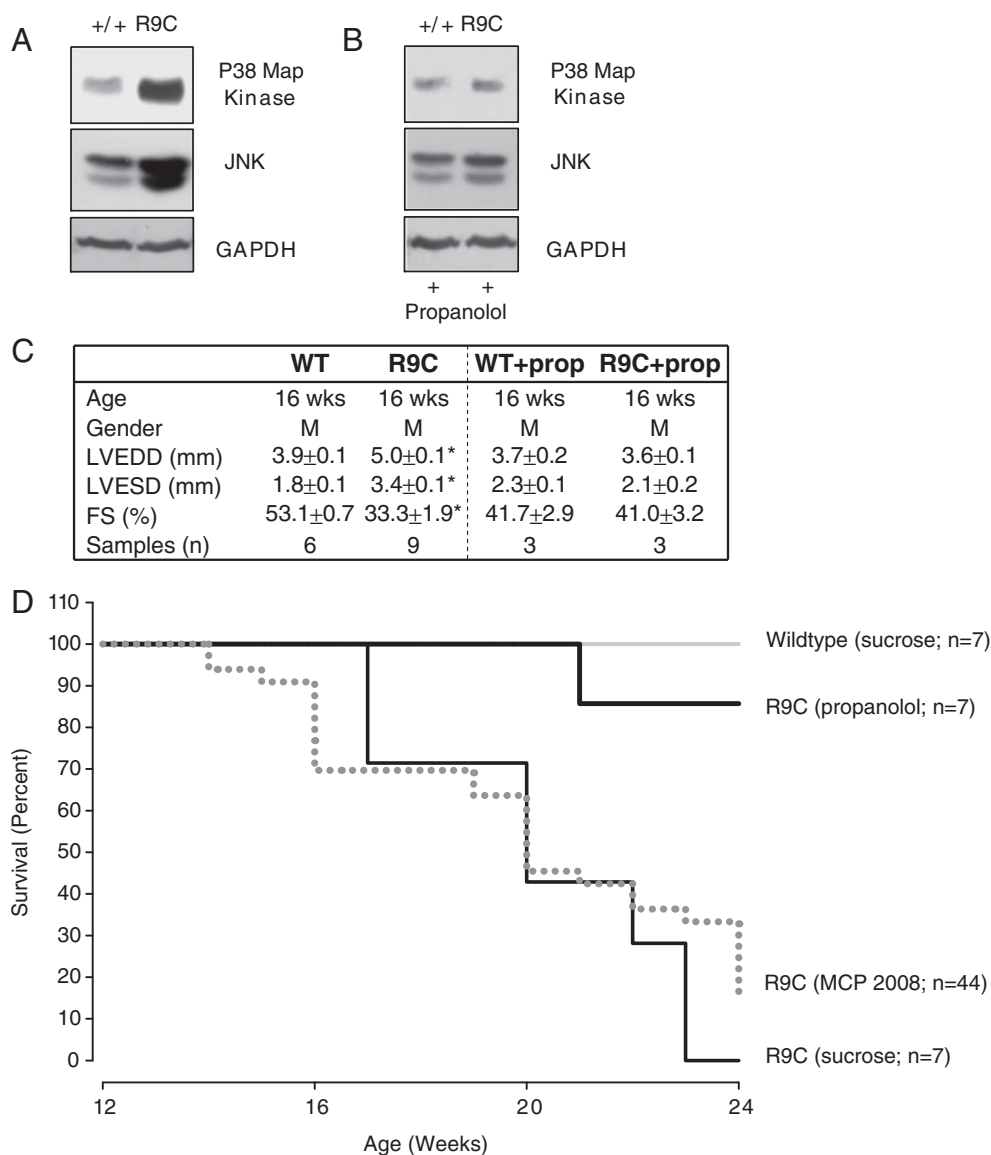 A
+/+ R9C
P38 Map
Kinase
JNK
GAPDH
B
+/+ R9C
P38 Map
Kinase
JNK
GAPDH
+ +
Propanolol
C
WT R9C WT+prop R9C+prop
Age 16 wks 16 wks 16 wks 16 wks
Gender M M M M
LVEDD (mm) 3.9±0.1 5.0±0.1* 3.7±0.2 3.6±0.1
LVESD (mm) 1.8±0.1 3.4±0.1* 2.3±0.1 2.1±0.2
FS (%) 53.1±0.7 33.3±1.9* 41.7±2.9 41.0±3.2
Samples (n) 6 9 3 3
D
110
100
90
80
70
60
50
40
30
20
10
0
Survival (Percent)
Wildtype (sucrose; n=7)
R9C (propanolol; n=7)
R9C (MCP 2008; n=44)
R9C (sucrose; n=7)
12 16 20 24
Age (Weeks)